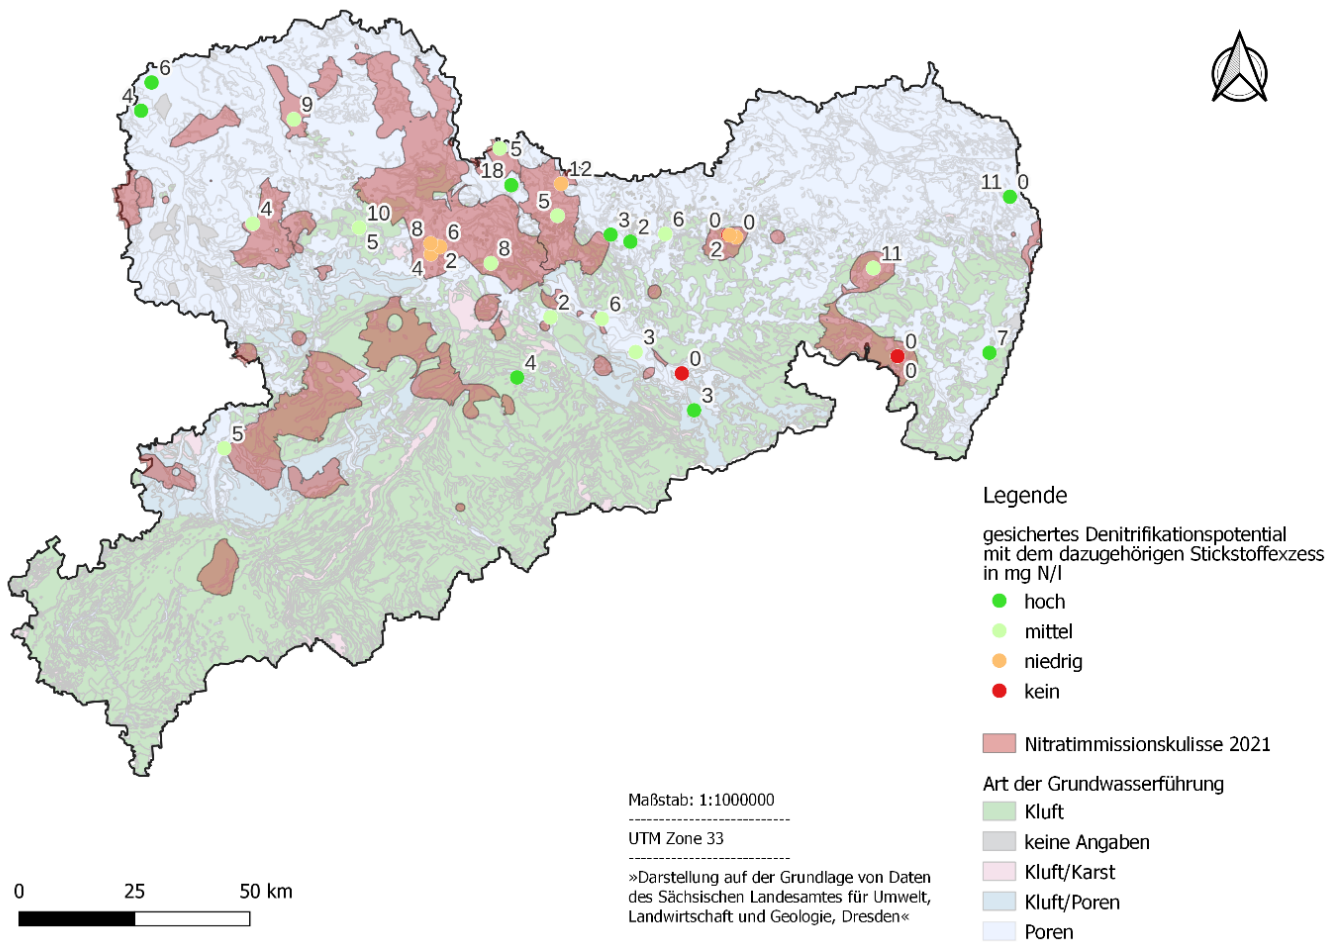 6
4
9
5
18
12
5
4
10
5
8
6
4
2
8
3
2
6
0
0
2
11
0
11
2
6
3
0
4
3
0
0
7
5
Legende
gesichertes Denitrifikationspotential
mit dem dazugehörigen Stickstoffexzess
in mg N/l
hoch
mittel
niedrig
kein
Nitratimmissionskulisse 2021
Art der Grundwasserführung
Kluft
keine Angaben
Kluft/Karst
Kluft/Poren
Poren
Maßstab: 1:1000000
---------------------------
UTM Zone 33
---------------------------
»Darstellung auf der Grundlage von Daten
des Sächsischen Landesamtes für Umwelt,
Landwirtschaft und Geologie, Dresden«
0 25 50 km